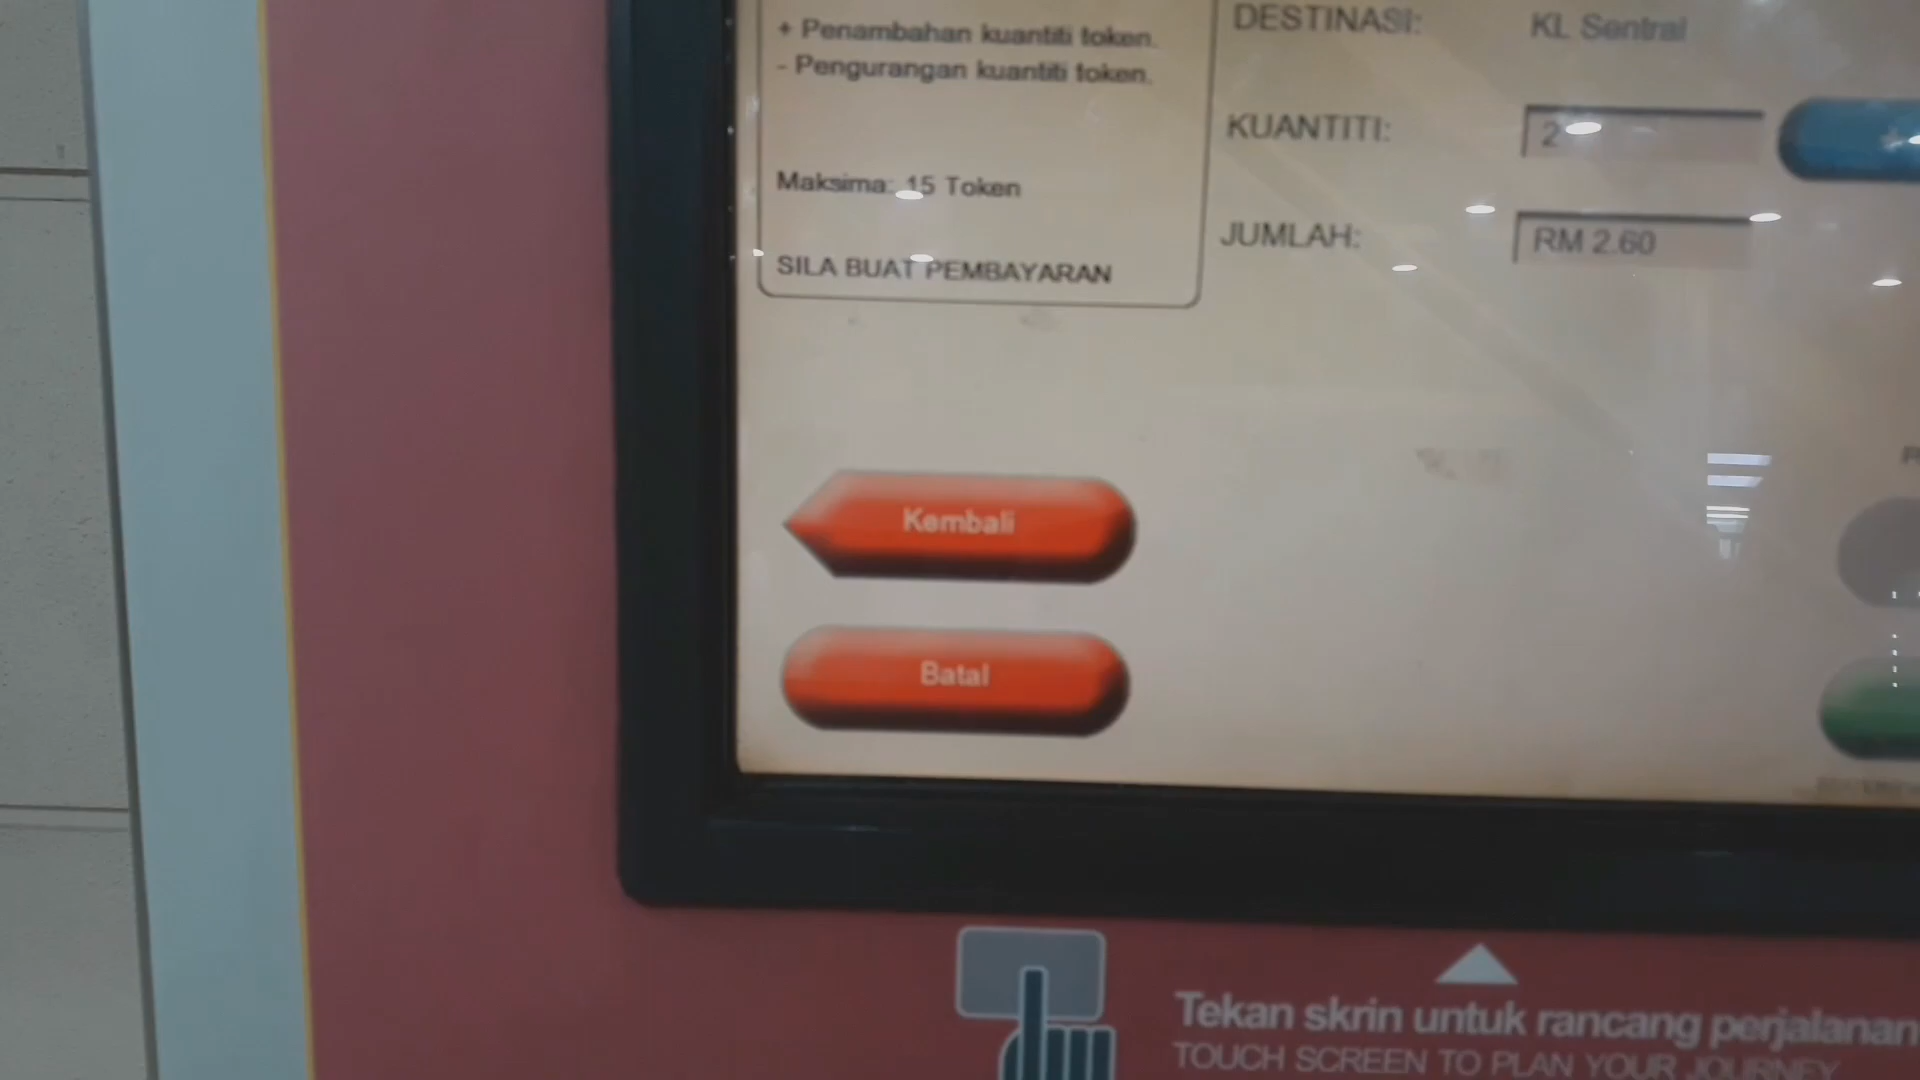 + Penambahan kuantiti token.
- Pengurangan kuantiti token.
Maksima: 15 Token
SILA BUAT PEMBAYARAN
DESTINASI: KL Sentral
KUANTITI: 2 +
JUMLAH: RM 2.60
Kembali
Batal
Tekan skrin untuk rancang perjalanan
TOUCH SCREEN TO PLAN YOUR JOURNEY